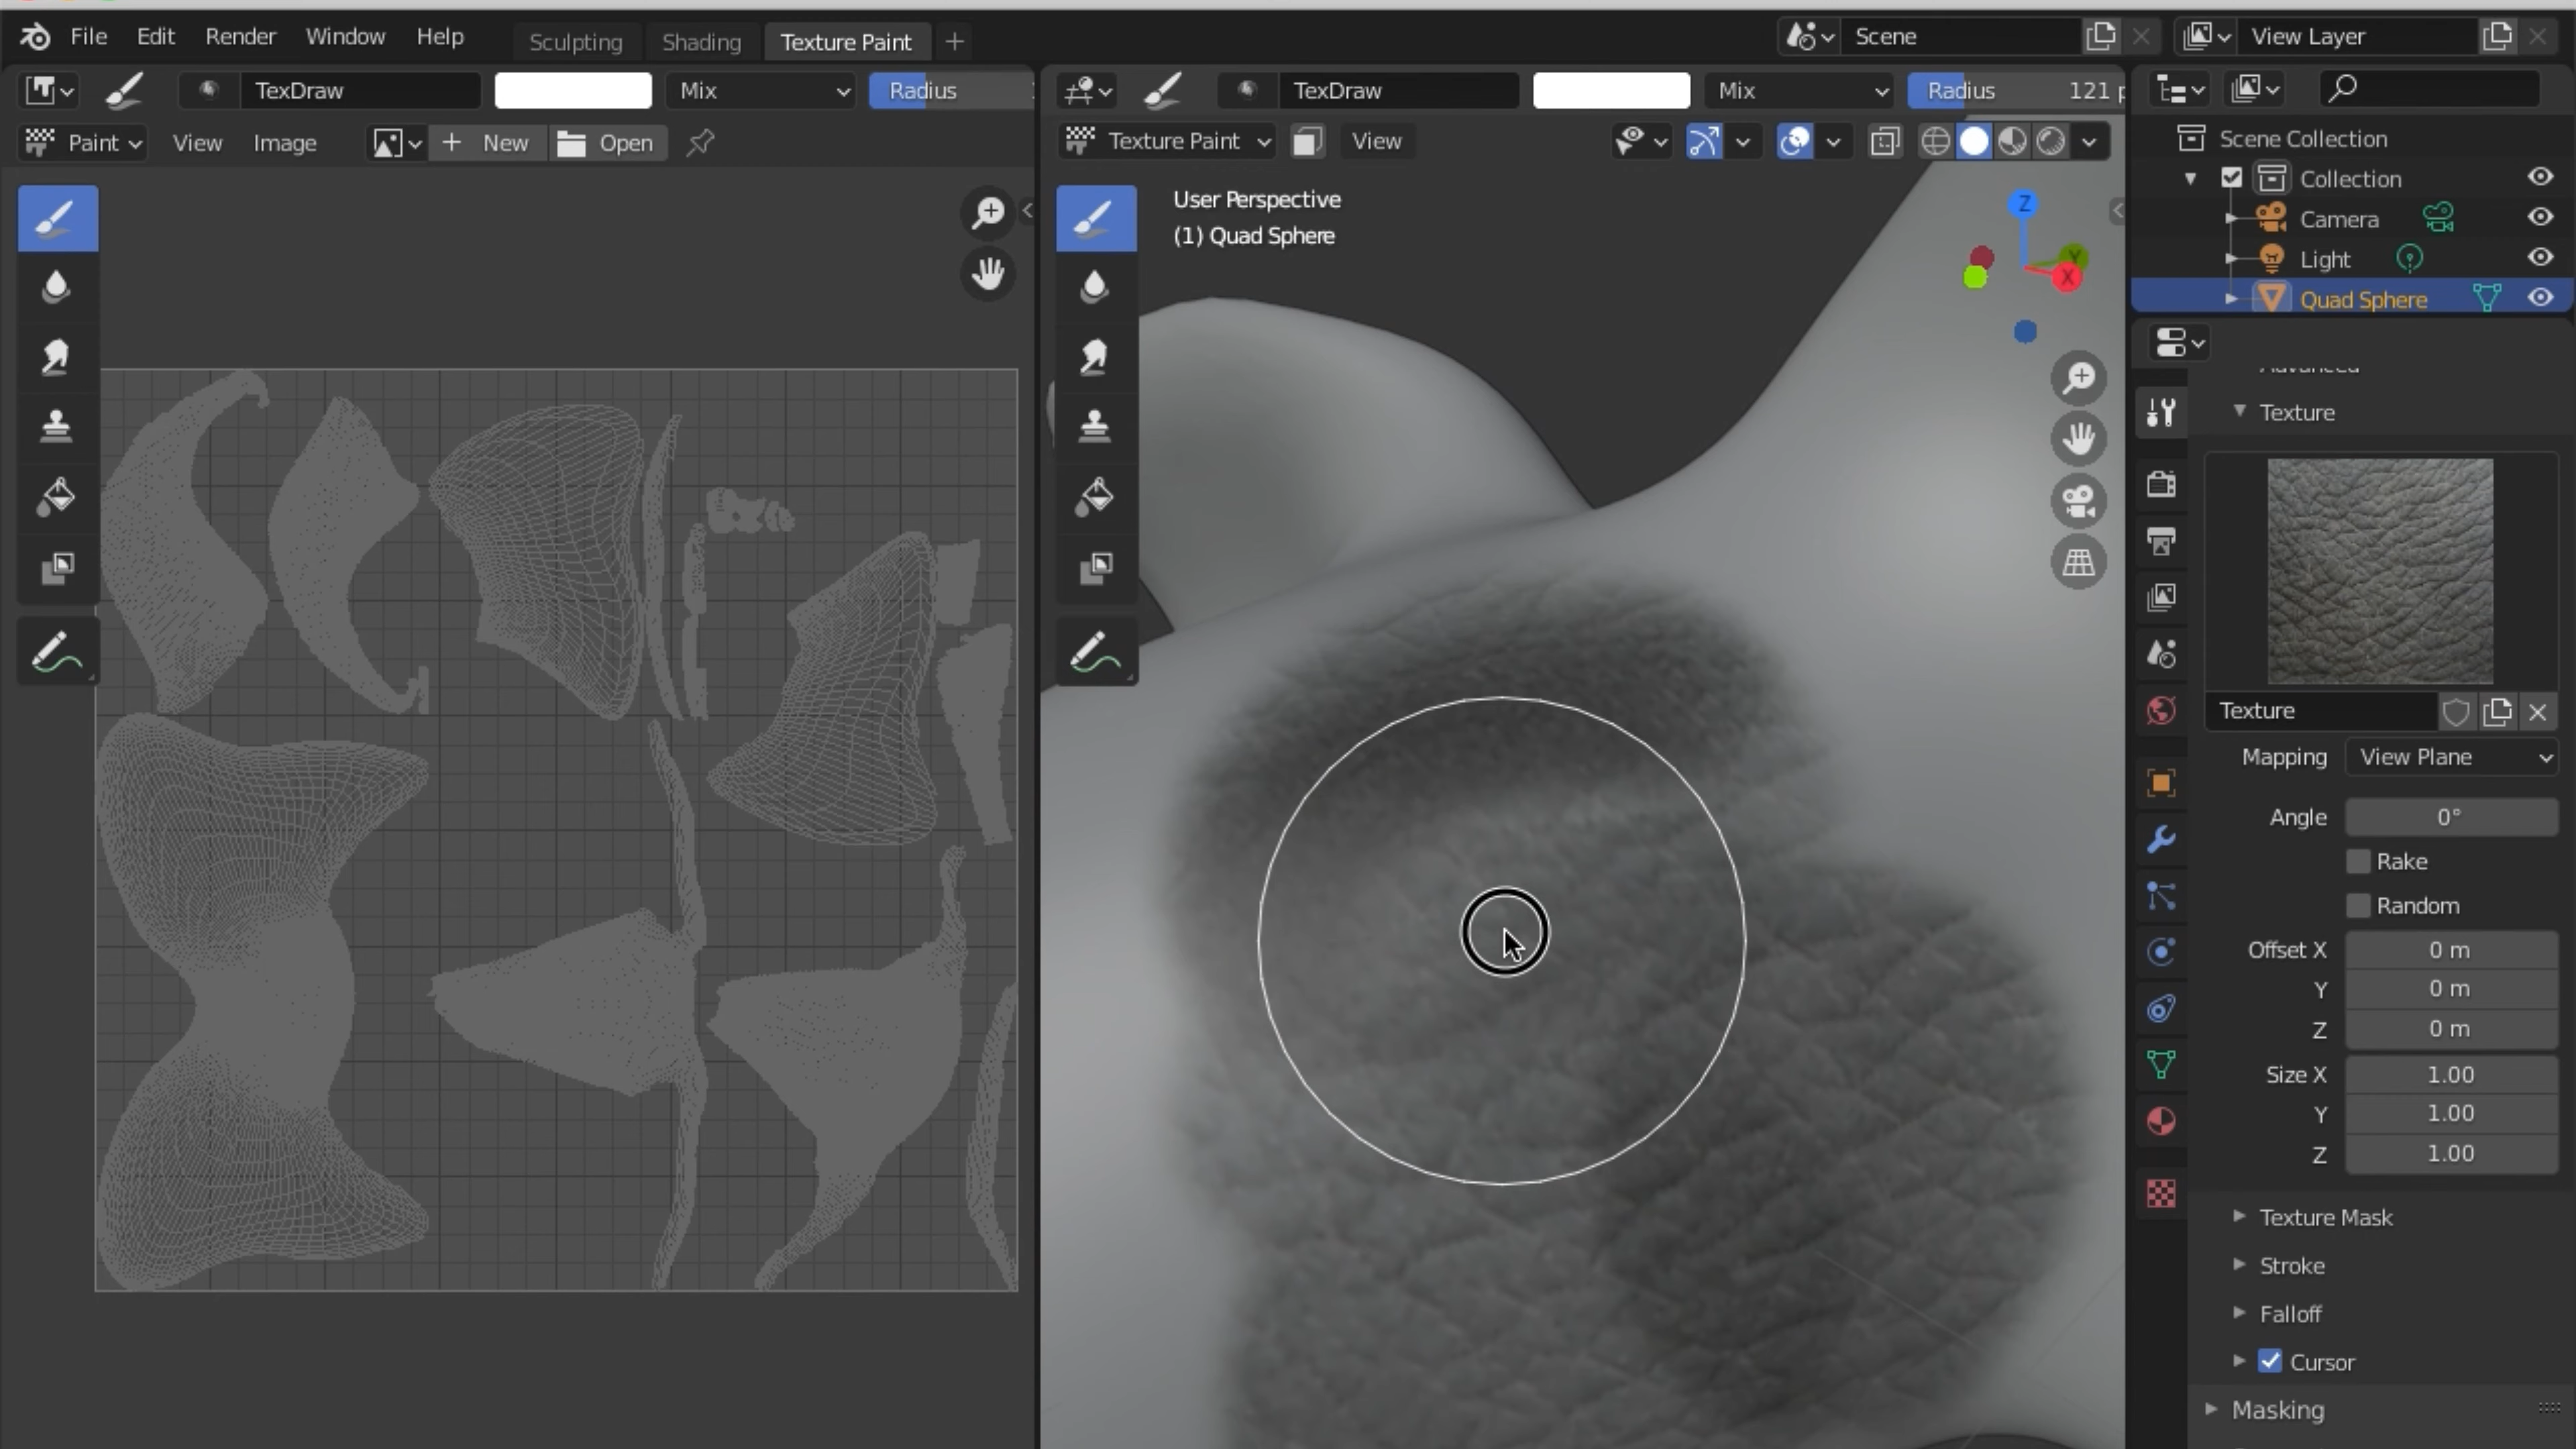 File Edit Render Window Help Sculpting Shading Texture Paint + Scene View Layer
TexDraw Mix Radius TexDraw Mix Radius 121 p
Paint View Image + New Open Texture Paint View
User Perspective
(1) Quad Sphere
Z
Y
X
Scene Collection
Collection
Camera
Light
Quad Sphere
Advanced
Texture
Texture
Mapping View Plane
Angle 0°
Rake
Random
Offset X 0 m
Y 0 m
Z 0 m
Size X 1.00
Y 1.00
Z 1.00
Texture Mask
Stroke
Falloff
Cursor
Masking